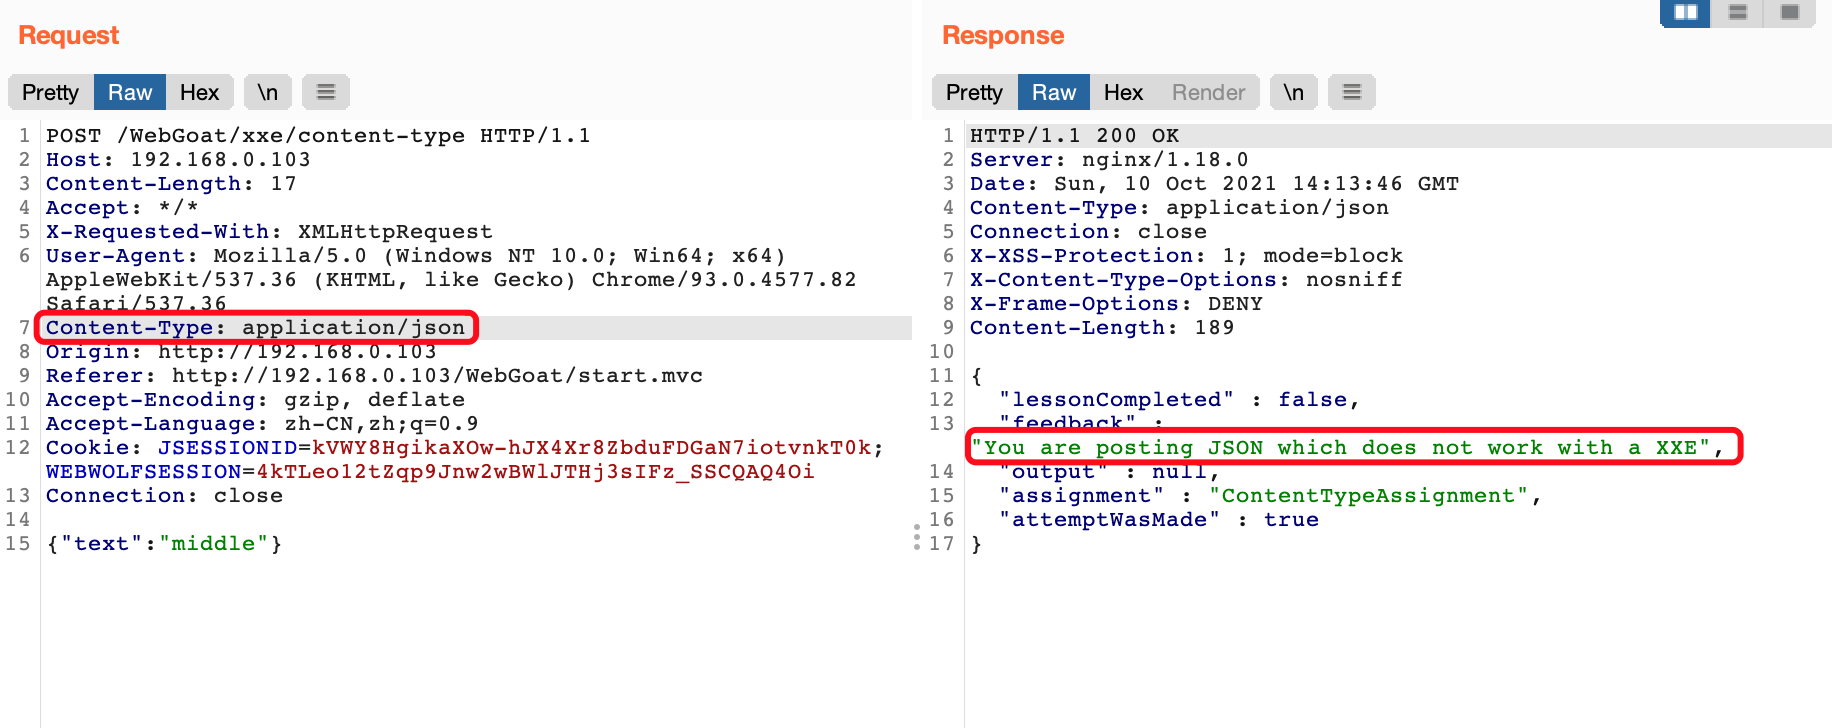 Request
Pretty Raw Hex \n
1 POST /WebGoat/xxe/content-type HTTP/1.1
2 Host: 192.168.0.103
3 Content-Length: 17
4 Accept: */*
5 X-Requested-With: XMLHttpRequest
6 User-Agent: Mozilla/5.0 (Windows NT 10.0; Win64; x64)
AppleWebKit/537.36 (KHTML, like Gecko) Chrome/93.0.4577.82
Safari/537.36
7 Content-Type: application/json
8 Origin: http://192.168.0.103
9 Referer: http://192.168.0.103/WebGoat/start.mvc
10 Accept-Encoding: gzip, deflate
11 Accept-Language: zh-CN,zh;q=0.9
12 Cookie: JSESSIONID=kVWY8HgikaXOw-hJX4Xr8ZbduFDGaN7iotvnkT0k;
WEBWOLFSESSION=4kTLeo12tZqp9Jnw2wBWlJTHj3sIFz_SSCQAQ4Oi
13 Connection: close
14
15 {"text":"middle"}
Response
Pretty Raw Hex Render \n
1 HTTP/1.1 200 OK
2 Server: nginx/1.18.0
3 Date: Sun, 10 Oct 2021 14:13:46 GMT
4 Content-Type: application/json
5 Connection: close
6 X-XSS-Protection: 1; mode=block
7 X-Content-Type-Options: nosniff
8 X-Frame-Options: DENY
9 Content-Length: 189
10
11 {
12 "lessonCompleted" : false,
13 "feedback" :
"You are posting JSON which does not work with a XXE",
14 "output" : null,
15 "assignment" : "ContentTypeAssignment",
16 "attemptWasMade" : true
17 }